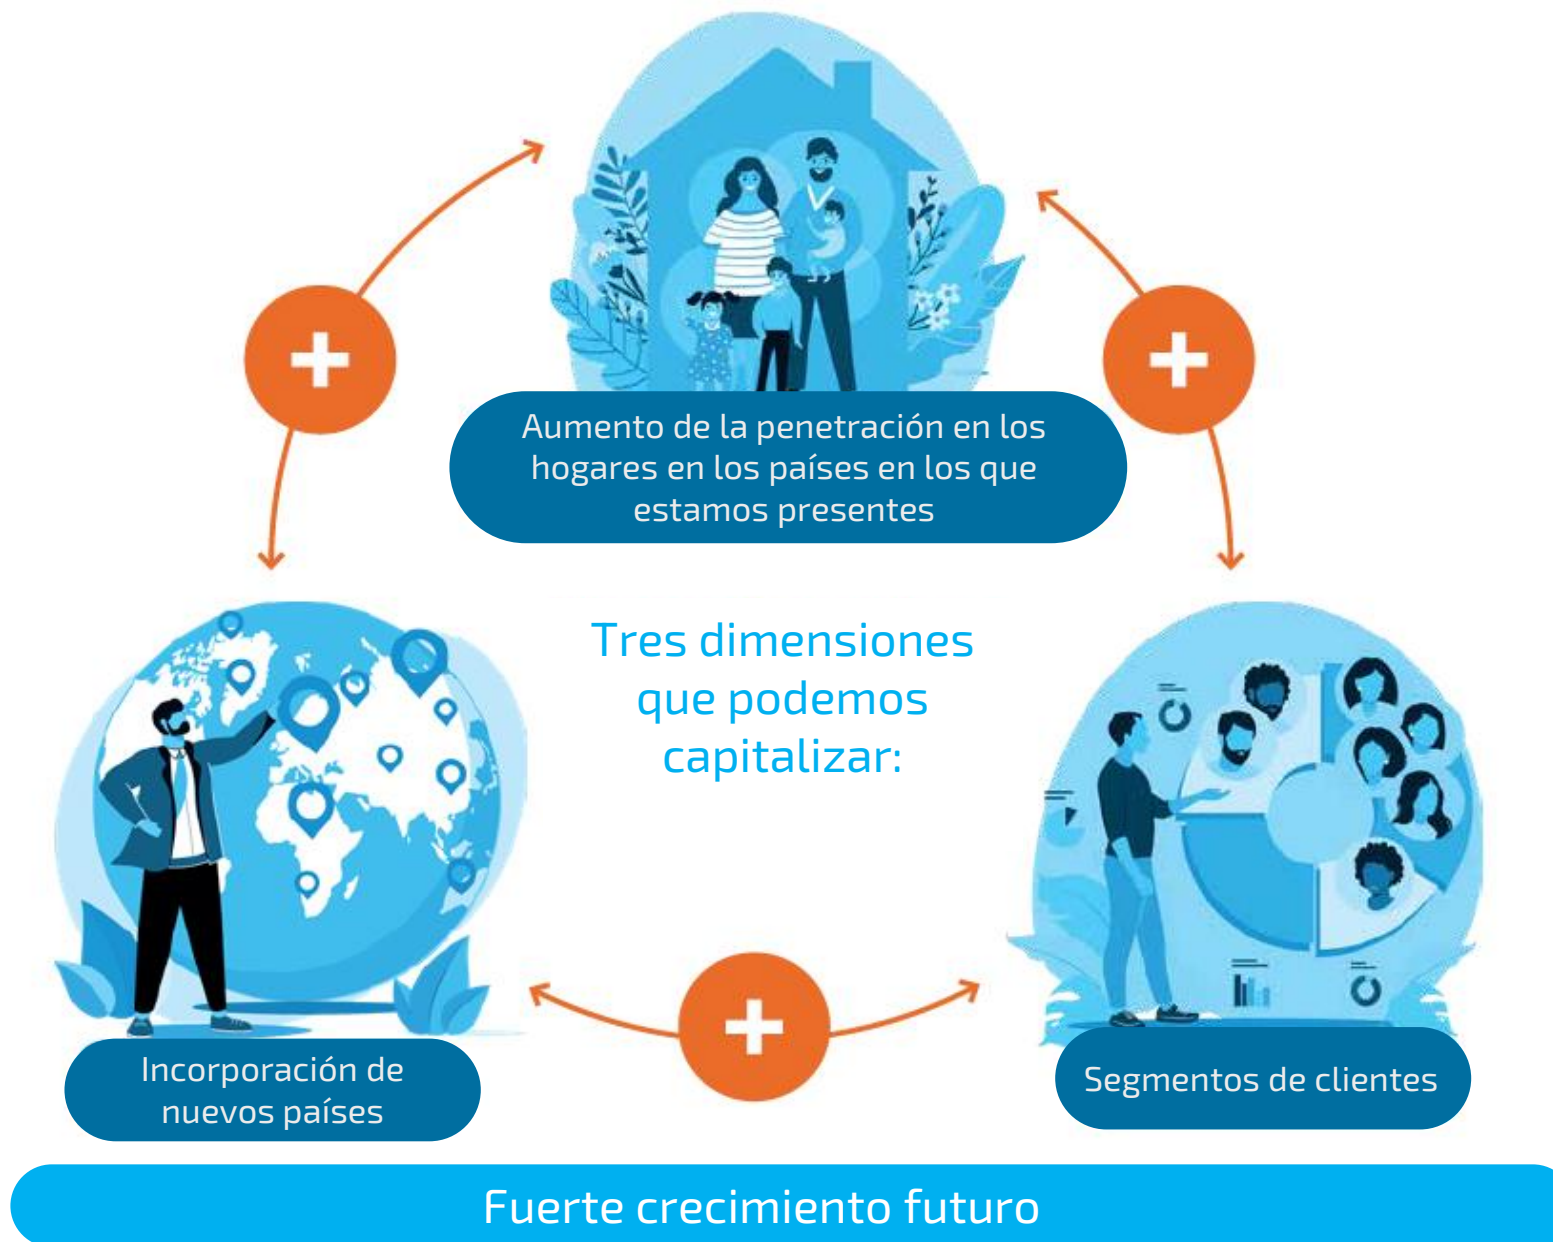 Aumento de la penetración en los
hogares en los países en los que
estamos presentes
Tres dimensiones
que podemos
capitalizar:
Incorporación de
nuevos países
Segmentos de clientes
Fuerte crecimiento futuro